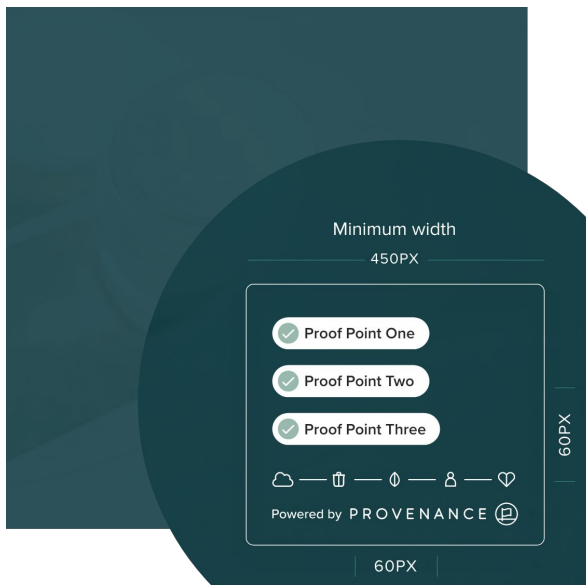 Minimum width
450PX
Proof Point One
Proof Point Two
Proof Point Three
60PX
Powered by PROVENANCE
60PX